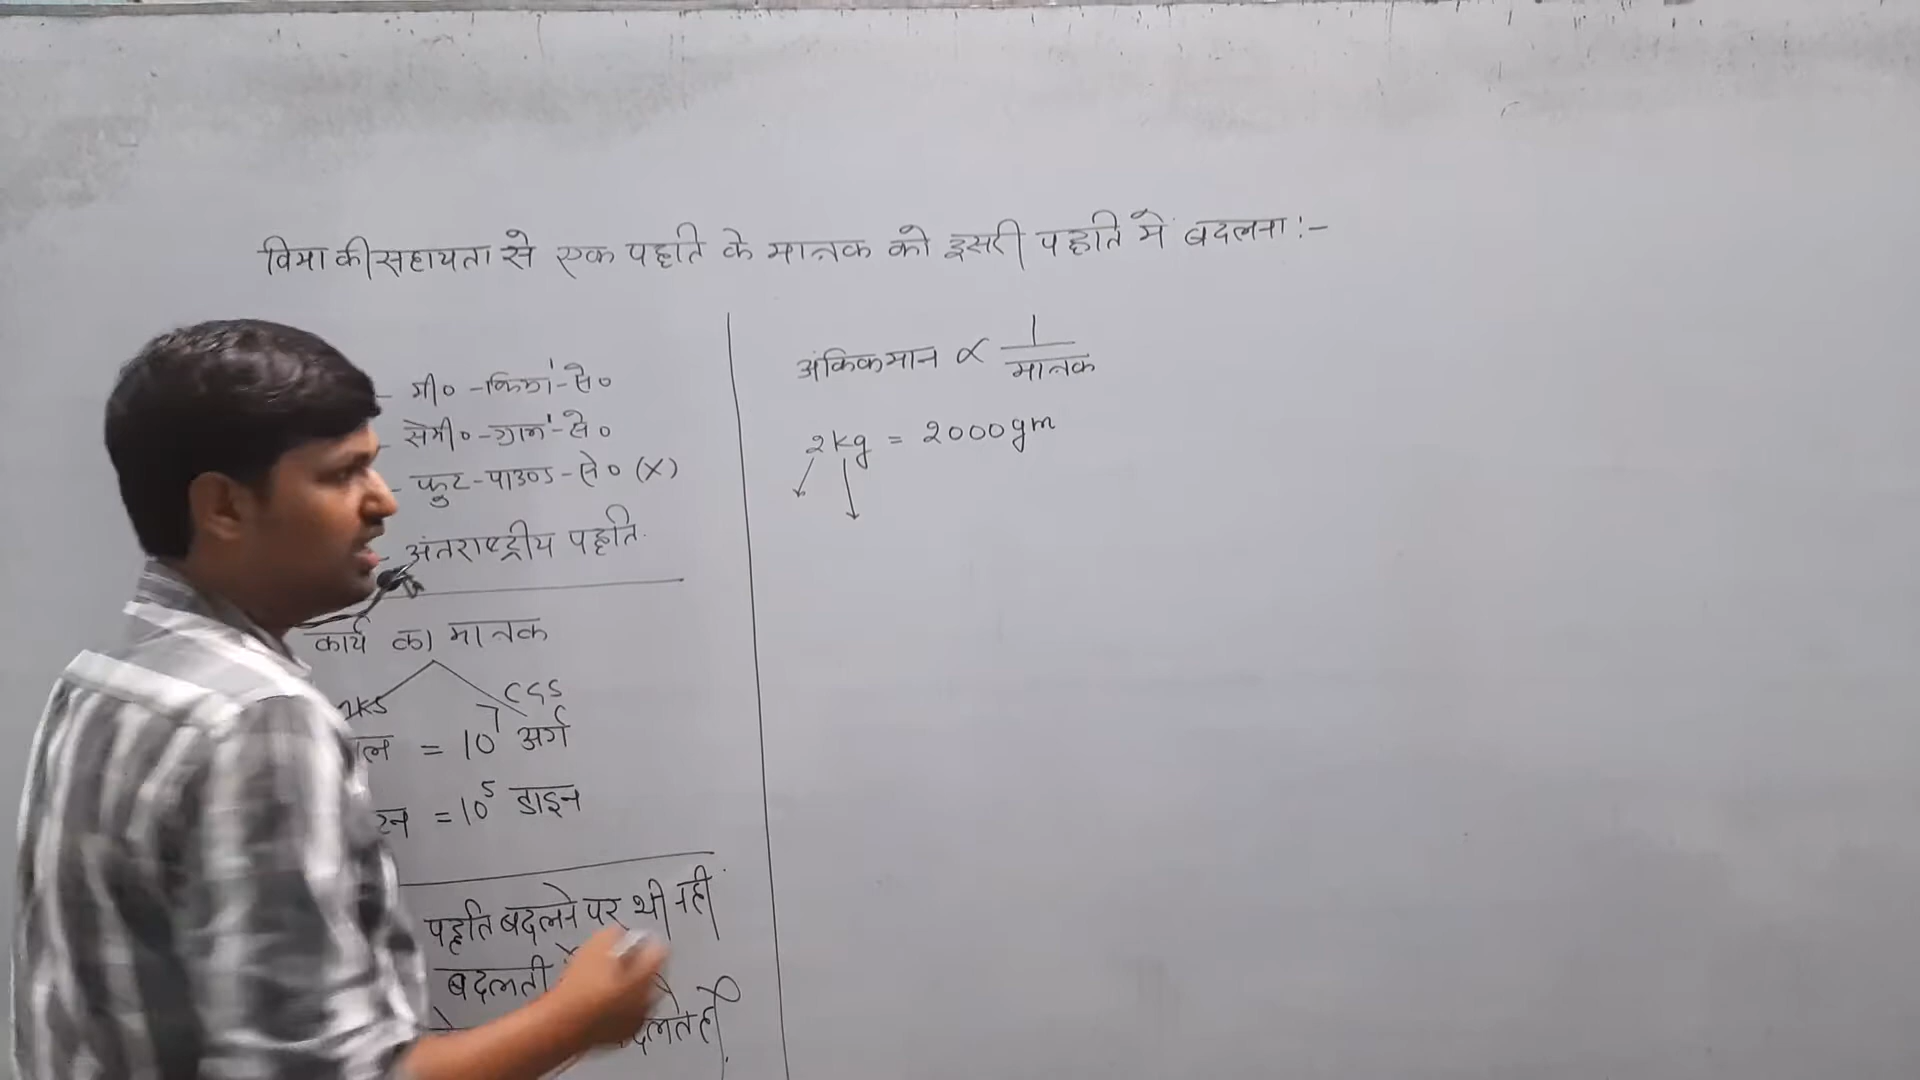 विमा की सहायता से एक पद्धति के मात्रक को दूसरी पद्धति में बदलना :-
मी० - किग्रा - से०
सेमी० - ग्राम - से०
फुट - पाउण्ड - से० (X)
अंतराष्ट्रीय पद्धति
कार्य का मात्रक
MKS CGS
= 10⁷ अर्ग
= 10⁵ डाइन
पद्धति बदलने पर भी नही
बदलती
अंकिकमान ∝ 1/मात्रक
2kg = 2000gm